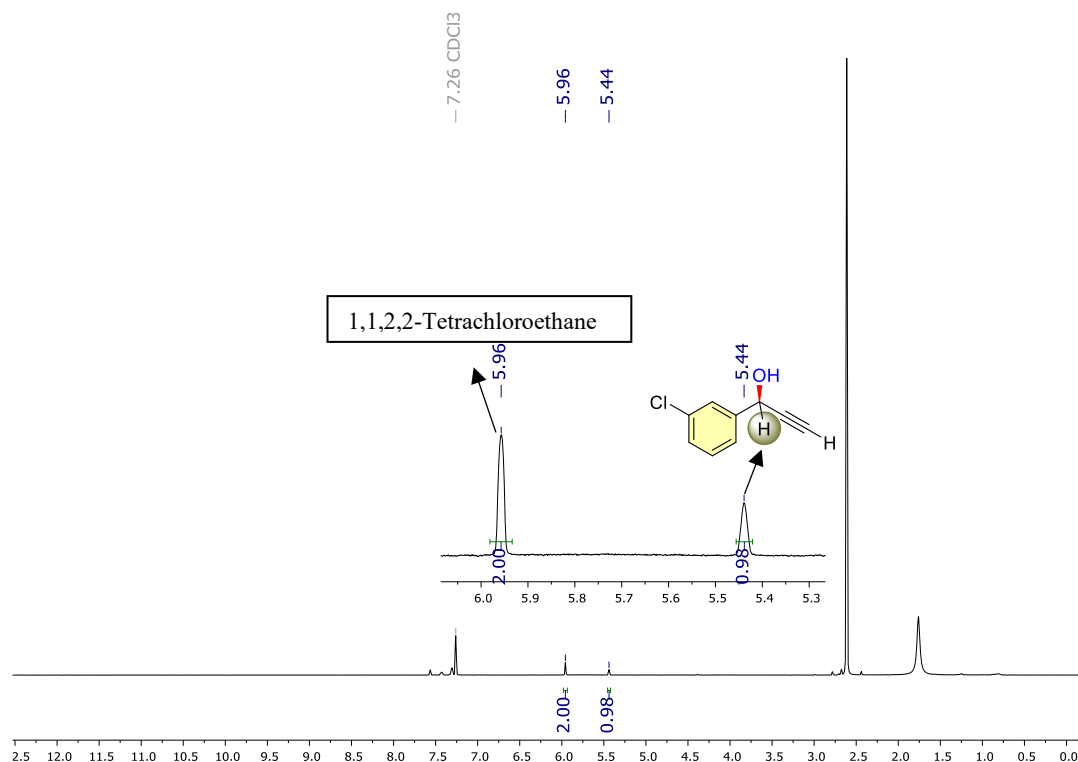 — 7.26 CDCl3
— 5.96
— 5.44
1,1,2,2-Tetrachloroethane
— 5.96
— 5.44
OH
Cl
H
H
2.00
0.98
6.0 5.9 5.8 5.7 5.6 5.5 5.4 5.3
2.00
0.98
2.5 12.0 11.5 11.0 10.5 10.0 9.5 9.0 8.5 8.0 7.5 7.0 6.5 6.0 5.5 5.0 4.5 4.0 3.5 3.0 2.5 2.0 1.5 1.0 0.5 0.0